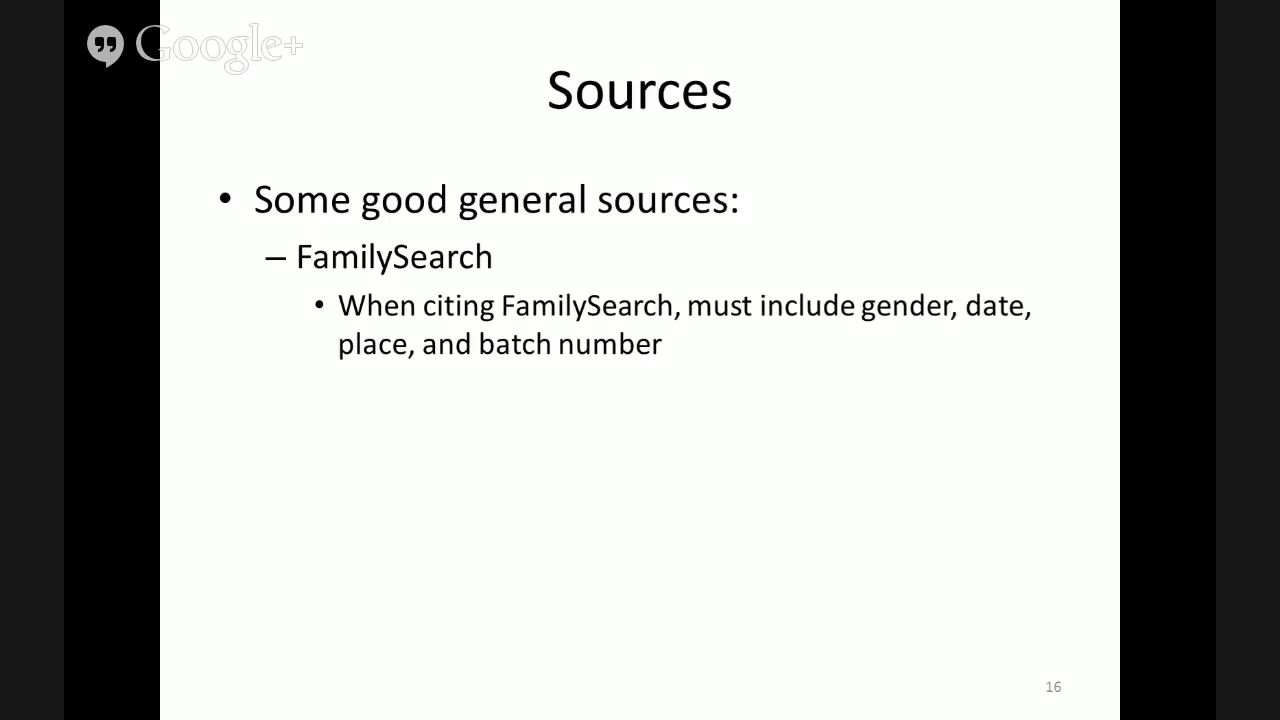 Google+
Sources
• Some good general sources:
– FamilySearch
• When citing FamilySearch, must include gender, date,
place, and batch number
16